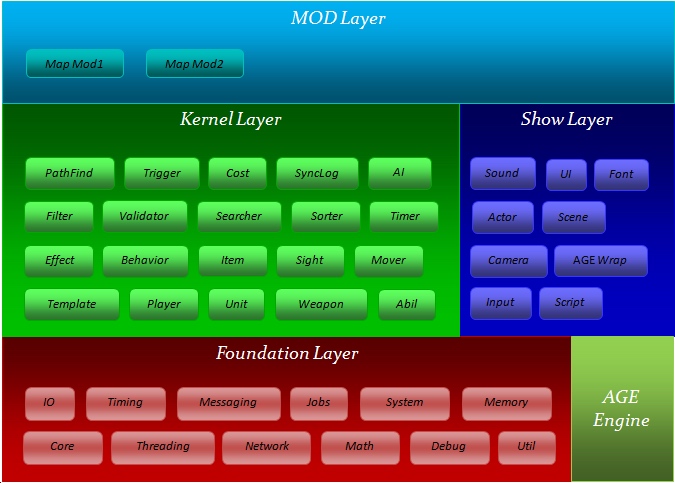 MOD Layer
Map Mod1 Map Mod2
Kernel Layer
PathFind Trigger Cost SyncLog AI
Filter Validator Searcher Sorter Timer
Effect Behavior Item Sight Mover
Template Player Unit Weapon Abil
Show Layer
Sound UI Font
Actor Scene
Camera AGE Wrap
Input Script
Foundation Layer
IO Timing Messaging Jobs System Memory
Core Threading Network Math Debug Util
AGE
Engine